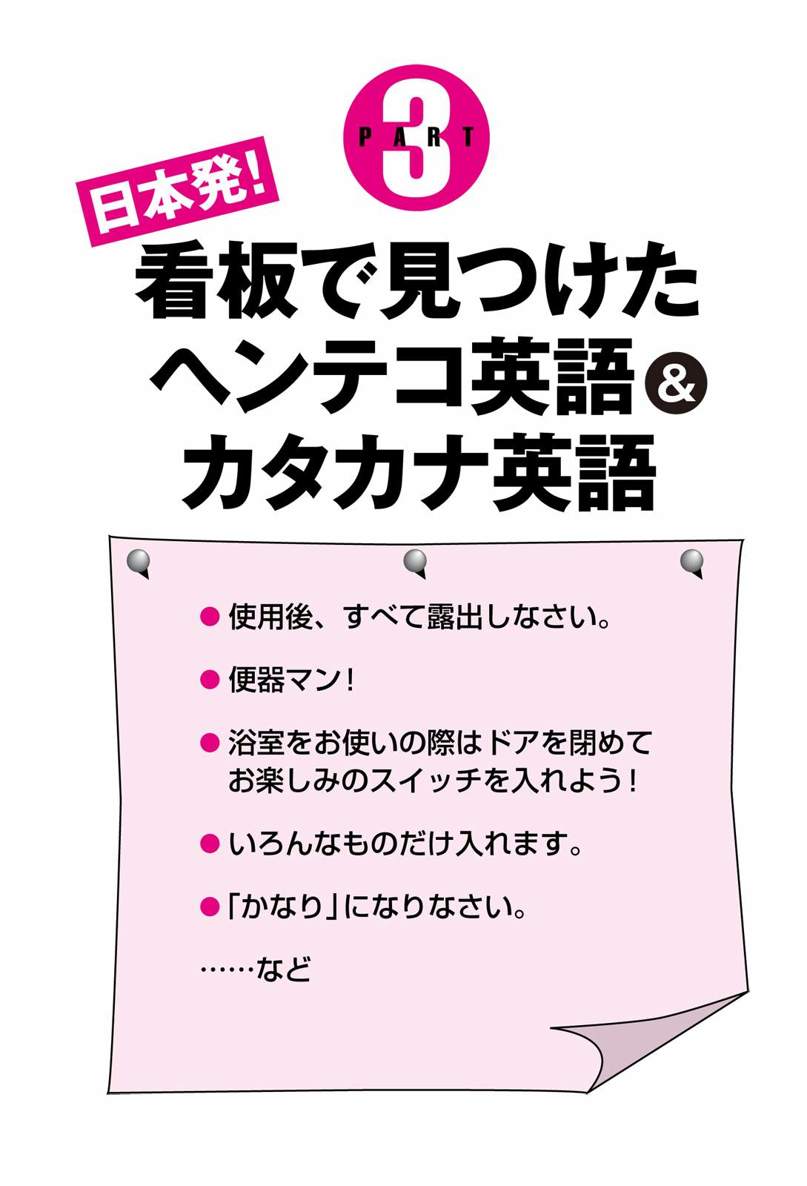 3
PART
日本発!
看板で見つけた
ヘンテコ英語&
カタカナ英語
●使用後、すべて露出しなさい。
●便器マン!
●浴室をお使いの際はドアを閉めて
お楽しみのスイッチを入れよう!
●いろんなものだけ入れます。
●「かなり」になりなさい。
……など